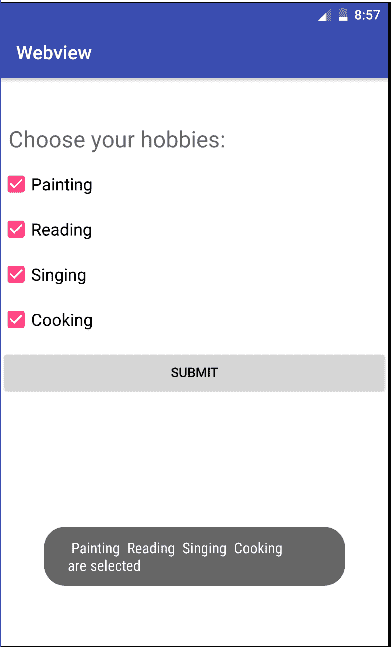 8:57
Webview
Choose your hobbies:
Painting
Reading
Singing
Cooking
SUBMIT
Painting Reading Singing Cooking
are selected